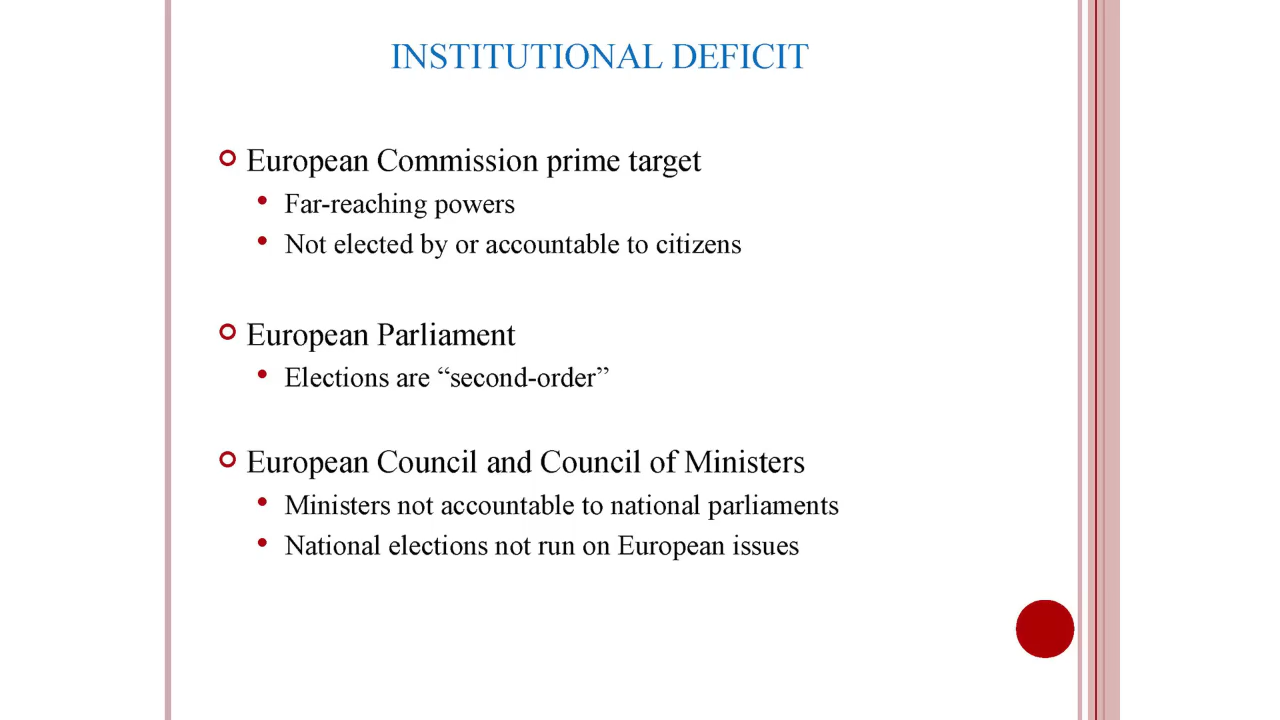 INSTITUTIONAL DEFICIT
European Commission prime target
Far-reaching powers
Not elected by or accountable to citizens
European Parliament
Elections are “second-order”
European Council and Council of Ministers
Ministers not accountable to national parliaments
National elections not run on European issues